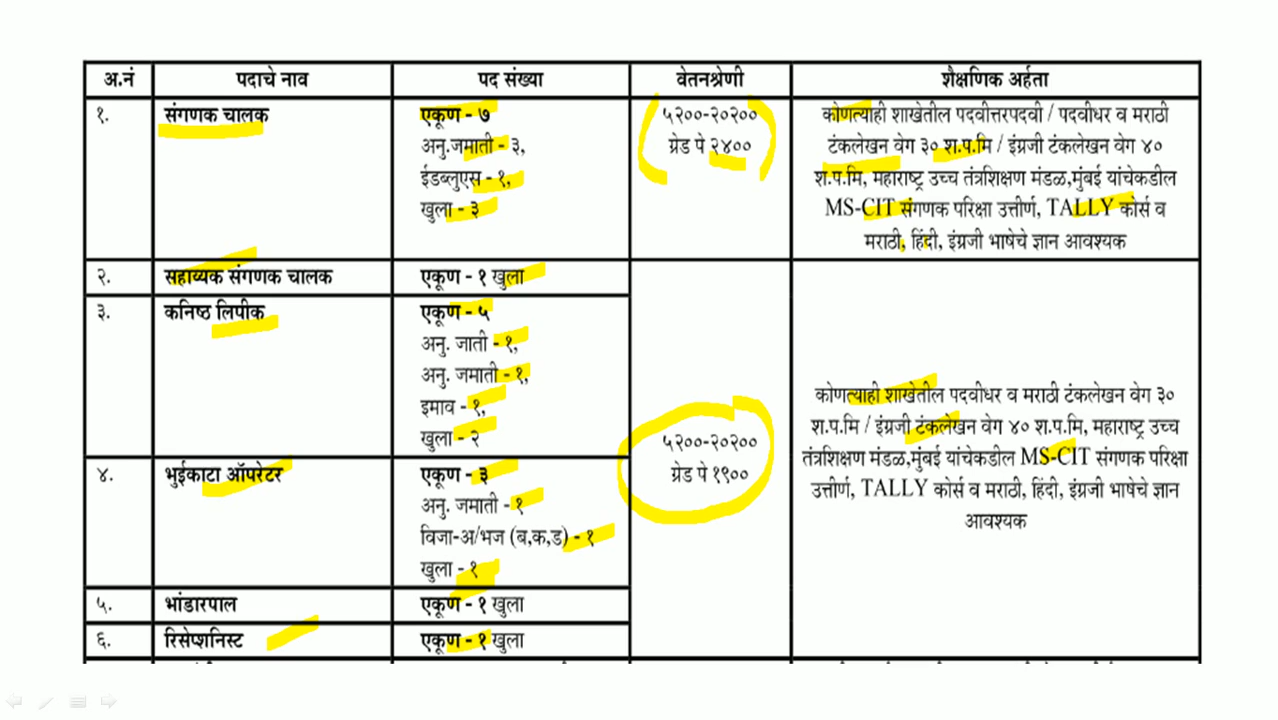 अ.नं पदाचे नाव पद संख्या वेतनश्रेणी शैक्षणिक अर्हता
१. संगणक चालक
एकूण - ७
अनु.जमाती - ३,
ईडब्लुएस - १,
खुला - ३
५२००-२०२००
ग्रेड पे २४००
कोणत्याही शाखेतील पदवीत्तरपदवी / पदवीधर व मराठी
टंकलेखन वेग ३० श.प.मि / इंग्रजी टंकलेखन वेग ४०
श.प.मि, महाराष्ट्र उच्च तंत्रशिक्षण मंडळ,मुंबई यांचेकडील
MS-CIT संगणक परिक्षा उत्तीर्ण, TALLY कोर्स व
मराठी, हिंदी, इंग्रजी भाषेचे ज्ञान आवश्यक
२. सहाय्यक संगणक चालक एकूण - १ खुला
३. कनिष्ठ लिपीक
एकूण - ५
अनु. जाती - १,
अनु. जमाती - १,
इमाव - १,
खुला - २
४. भुईकाटा ऑपरेटर
एकूण - ३
अनु. जमाती - १
विजा-अ/भज (ब,क,ड) - १
खुला - १
५. भांडारपाल एकूण - १ खुला
६. रिसेप्शनिस्ट एकूण - १ खुला
५२००-२०२००
ग्रेड पे १९००
कोणत्याही शाखेतील पदवीधर व मराठी टंकलेखन वेग ३०
श.प.मि / इंग्रजी टंकलेखन वेग ४० श.प.मि, महाराष्ट्र उच्च
तंत्रशिक्षण मंडळ,मुंबई यांचेकडील MS-CIT संगणक परिक्षा
उत्तीर्ण, TALLY कोर्स व मराठी, हिंदी, इंग्रजी भाषेचे ज्ञान
आवश्यक